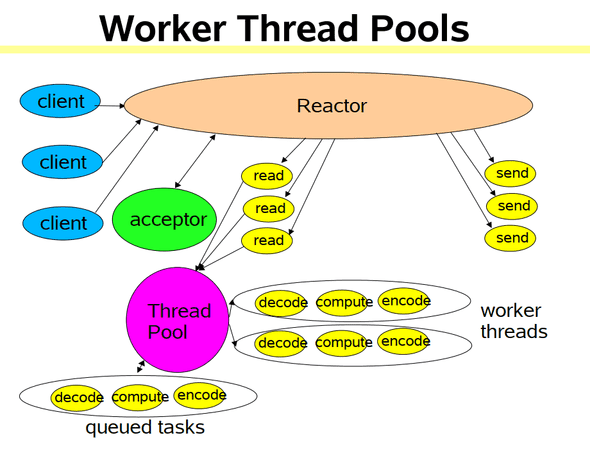 Worker Thread Pools
client
Reactor
client
client
acceptor
read
read
read
send
send
send
Thread
Pool
decode compute encode
decode compute encode
worker
threads
decode compute encode
queued tasks